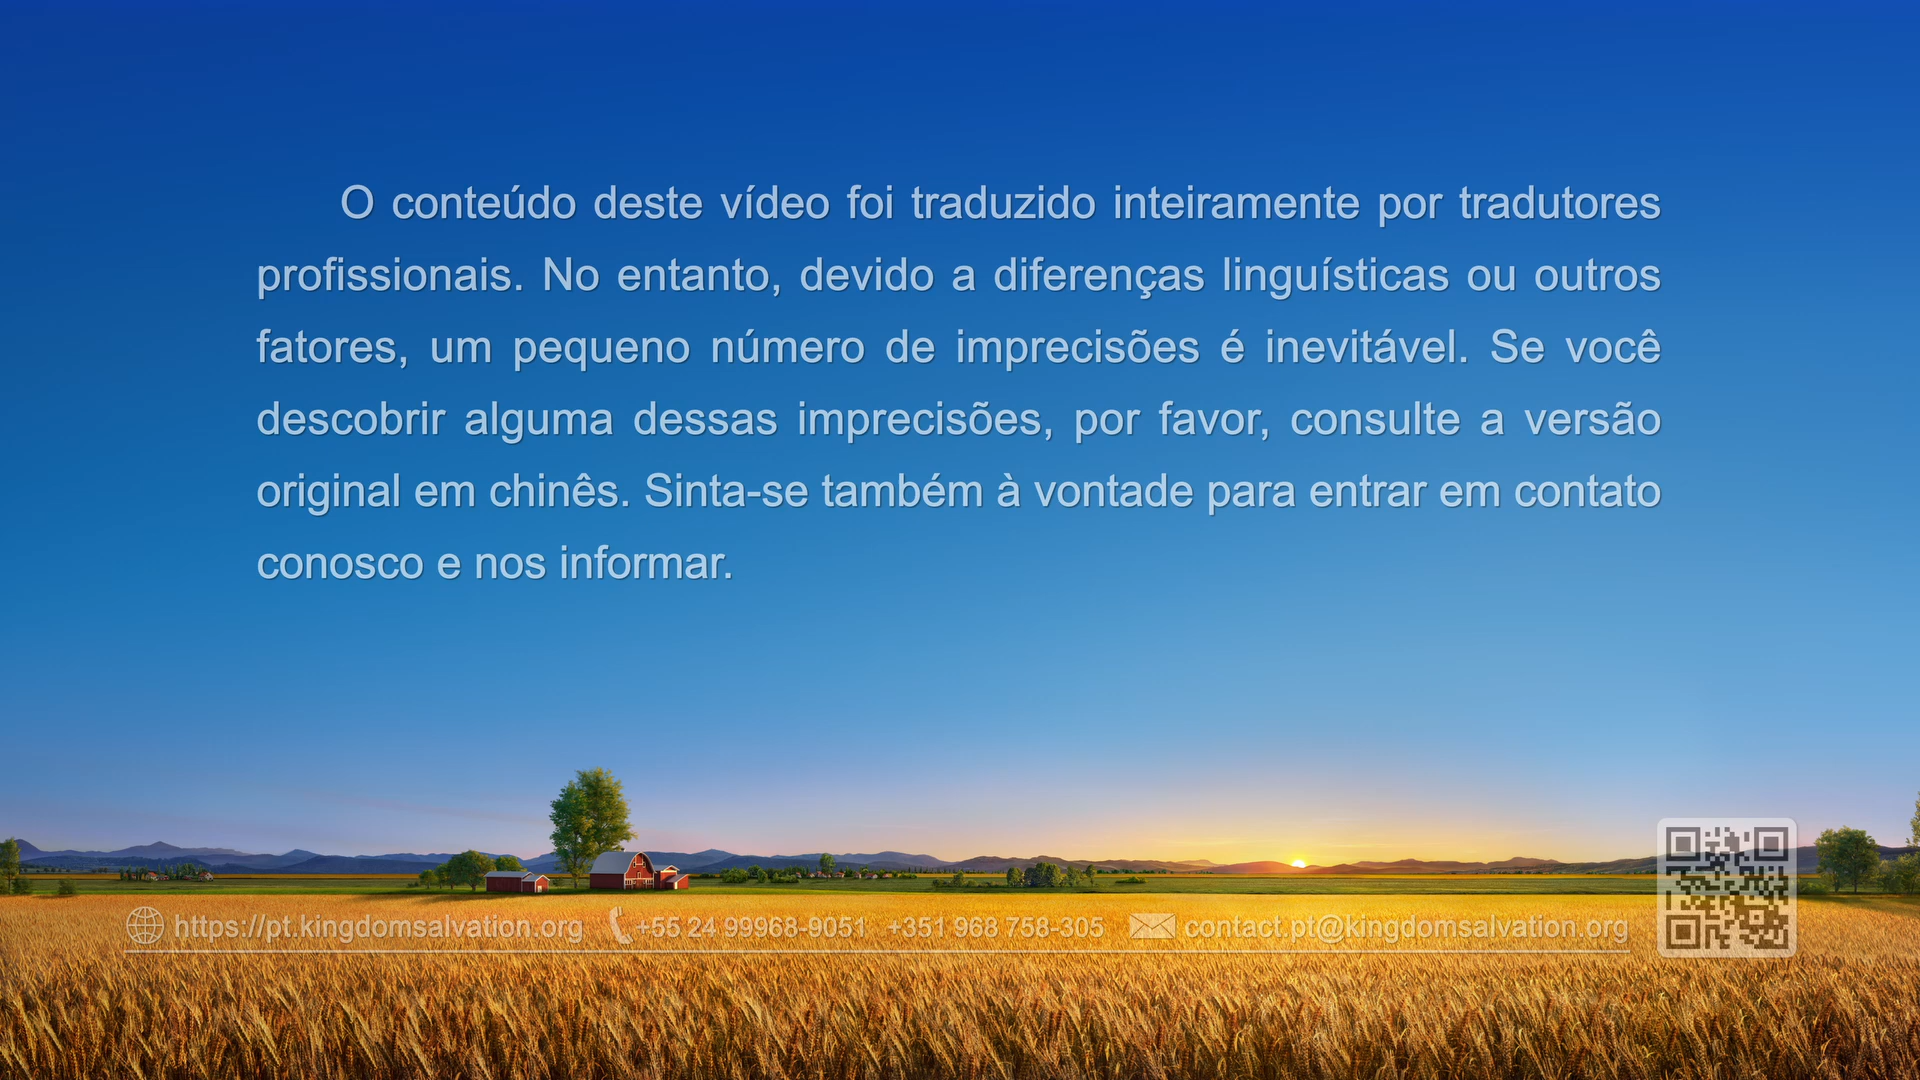 O conteúdo deste vídeo foi traduzido inteiramente por tradutores
profissionais. No entanto, devido a diferenças linguísticas ou outros
fatores, um pequeno número de imprecisões é inevitável. Se você
descobrir alguma dessas imprecisões, por favor, consulte a versão
original em chinês. Sinta-se também à vontade para entrar em contato
conosco e nos informar.
https://pt.kingdomsalvation.org +55 24 99968-9051 +351 968 758-305 contact.pt@kingdomsalvation.org